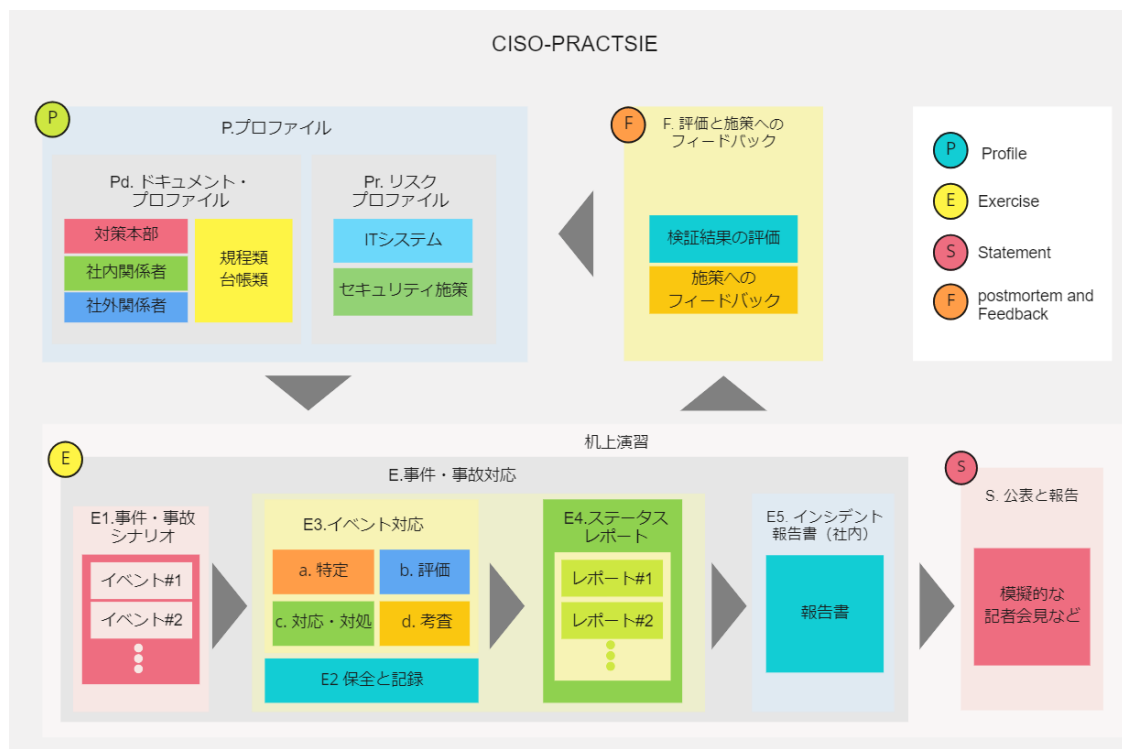 CISO-PRACTSIE
P
P.プロファイル
Pd. ドキュメント・
プロファイル
対策本部
社内関係者
社外関係者
規程類
台帳類
Pr. リスク
プロファイル
ITシステム
セキュリティ施策
F
F. 評価と施策への
フィードバック
検証結果の評価
施策への
フィードバック
P
Profile
E
Exercise
S
Statement
F
postmortem and
Feedback
机上演習
E
E.事件・事故対応
E1.事件・事故
シナリオ
イベント#1
イベント#2
E3.イベント対応
a. 特定
b. 評価
c. 対応・対処
d. 考査
E2 保全と記録
E4.ステータス
レポート
レポート#1
レポート#2
E5. インシデント
報告書（社内）
報告書
S
S. 公表と報告
模擬的な
記者会見など